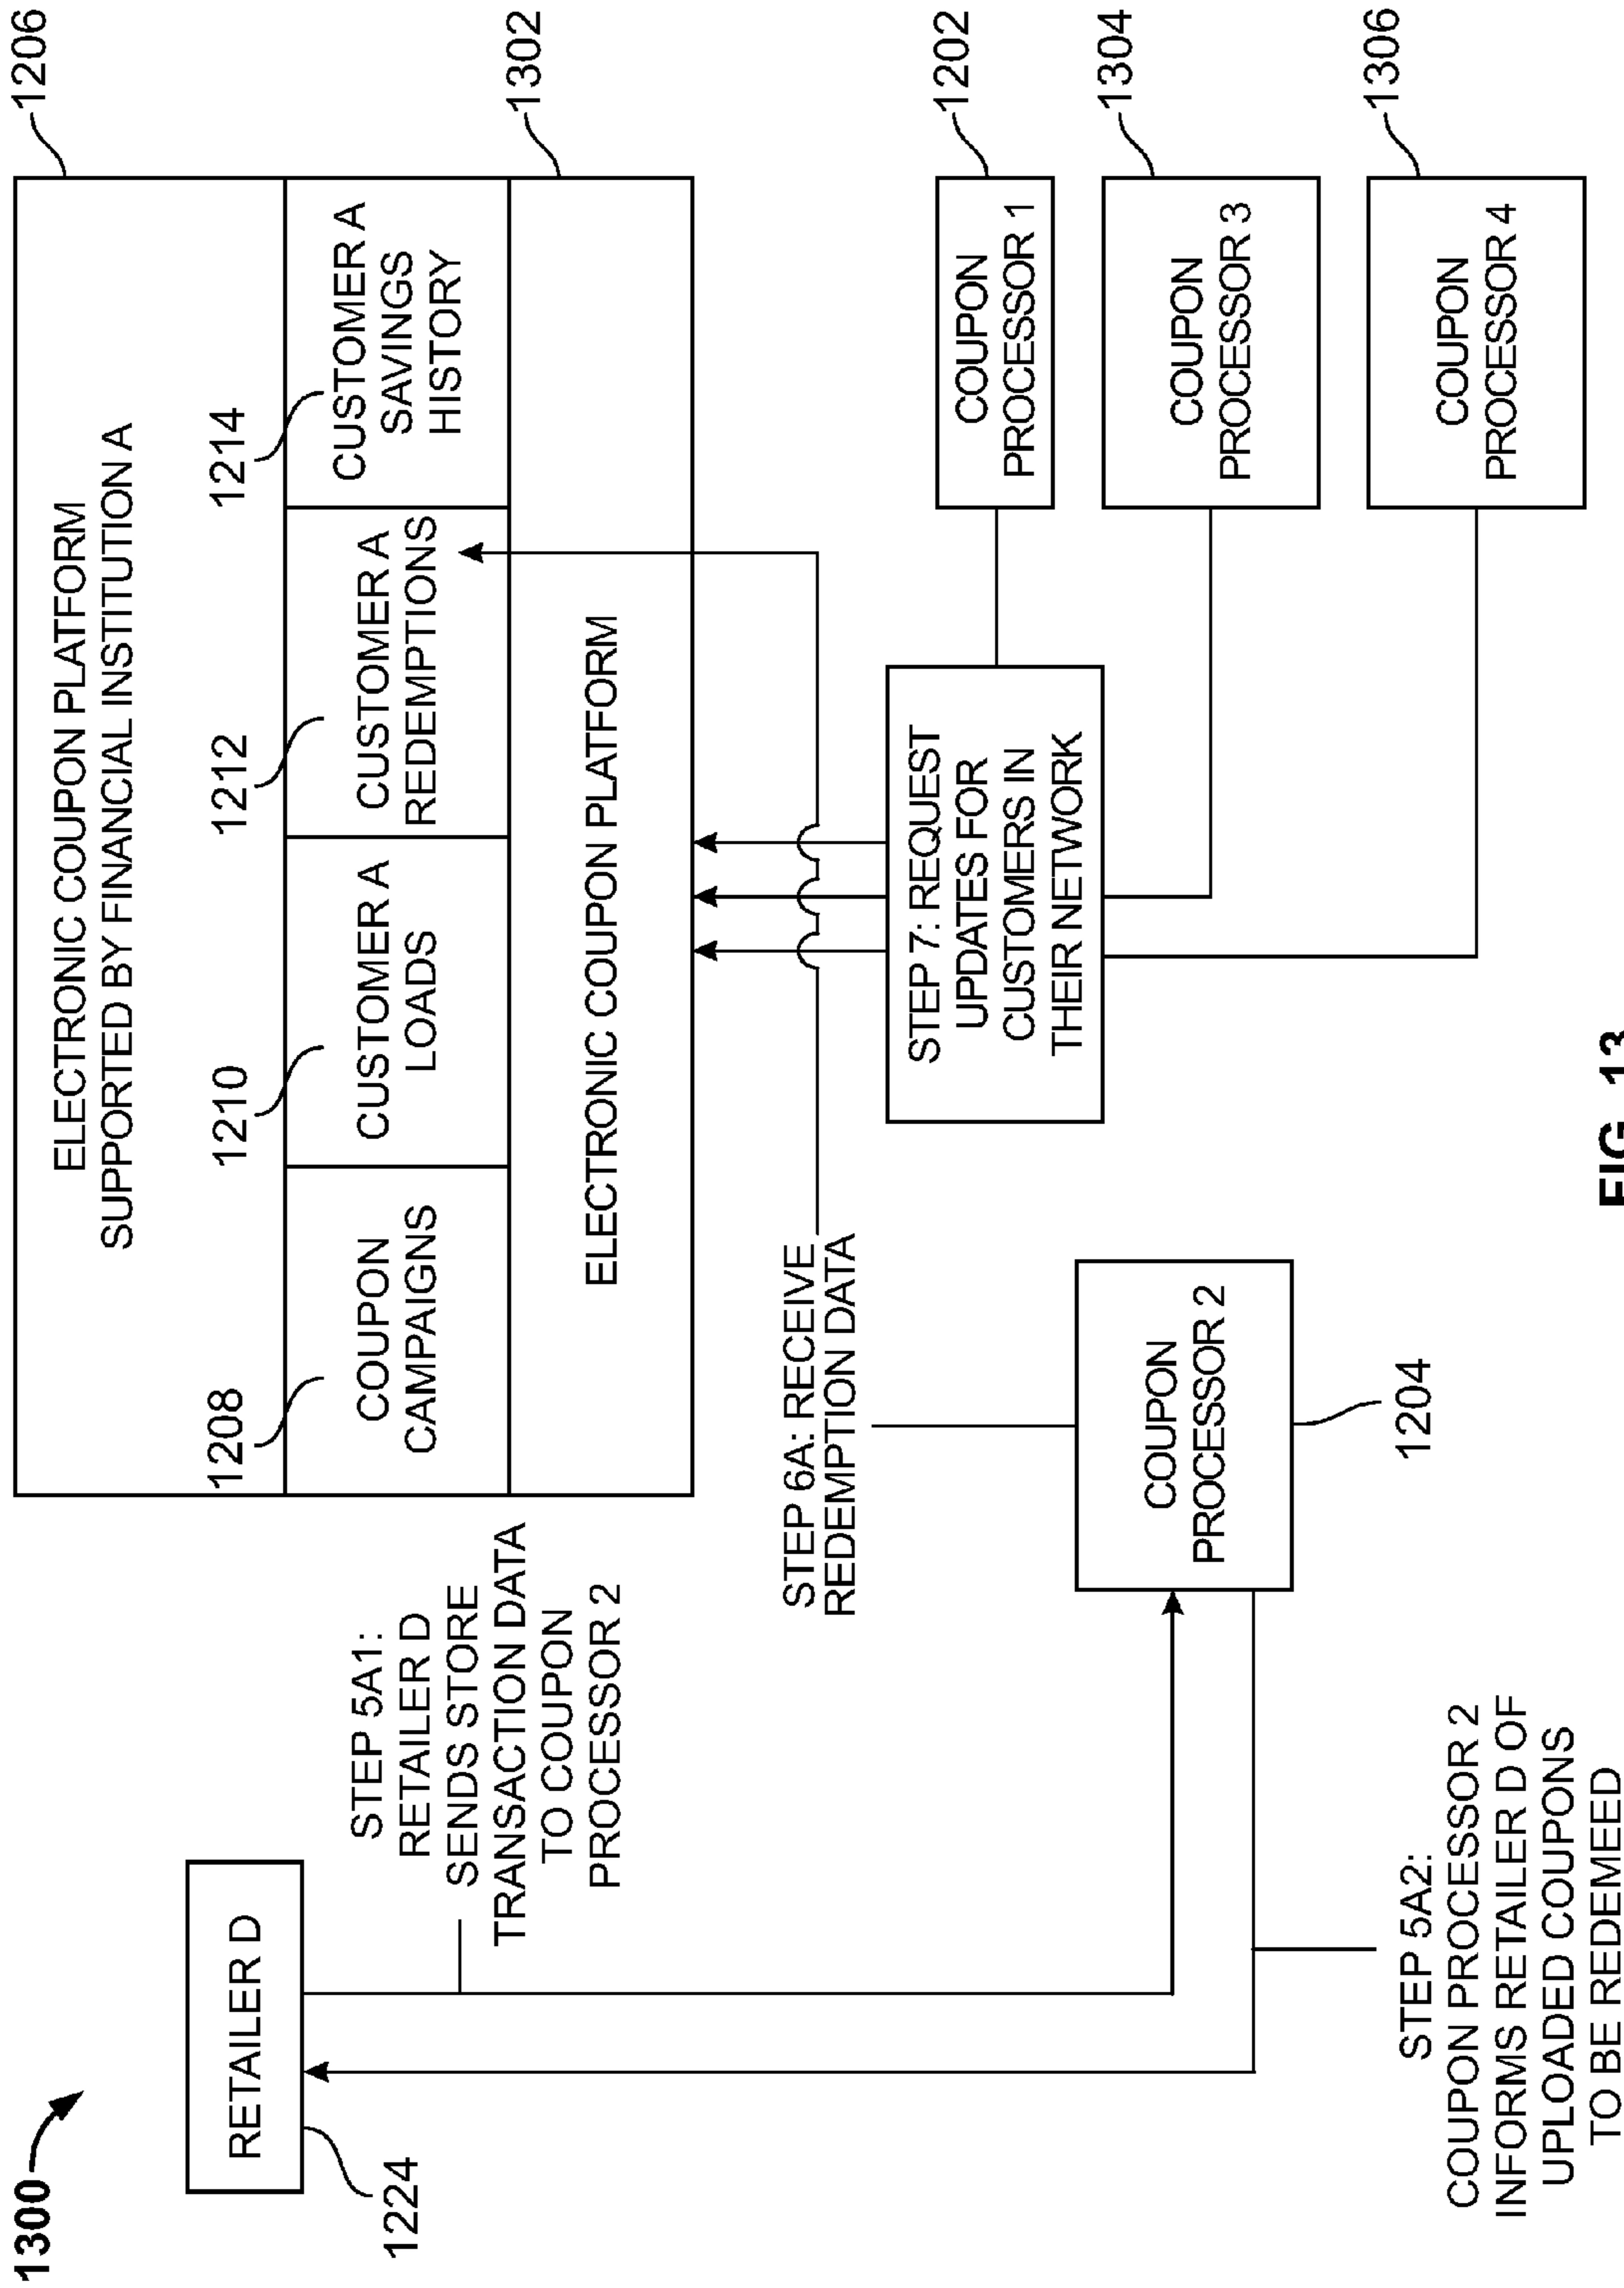 1300
RETAILER D
1224
STEP 5A1:
RETAILER D
SENDS STORE
TRANSACTION DATA
TO COUPON
PROCESSOR 2
STEP 5A2:
COUPON PROCESSOR 2
INFORMS RETAILER D OF
UPLOADED COUPONS
TO BE REDEEMED
ELECTRONIC COUPON PLATFORM
SUPPORTED BY FINANCIAL INSTITUTION A
1206
1208
1210
1212
1214
COUPON
CAMPAIGNS
CUSTOMER A
LOADS
CUSTOMER A
REDEMPTIONS
CUSTOMER A
SAVINGS
HISTORY
ELECTRONIC COUPON PLATFORM
1302
STEP 6A: RECEIVE
REDEMPTION DATA
COUPON
PROCESSOR 2
1204
STEP 7: REQUEST
UPDATES FOR
CUSTOMERS IN
THEIR NETWORK
COUPON
PROCESSOR 1
1202
COUPON
PROCESSOR 3
1304
COUPON
PROCESSOR 4
1306
FIG. 13